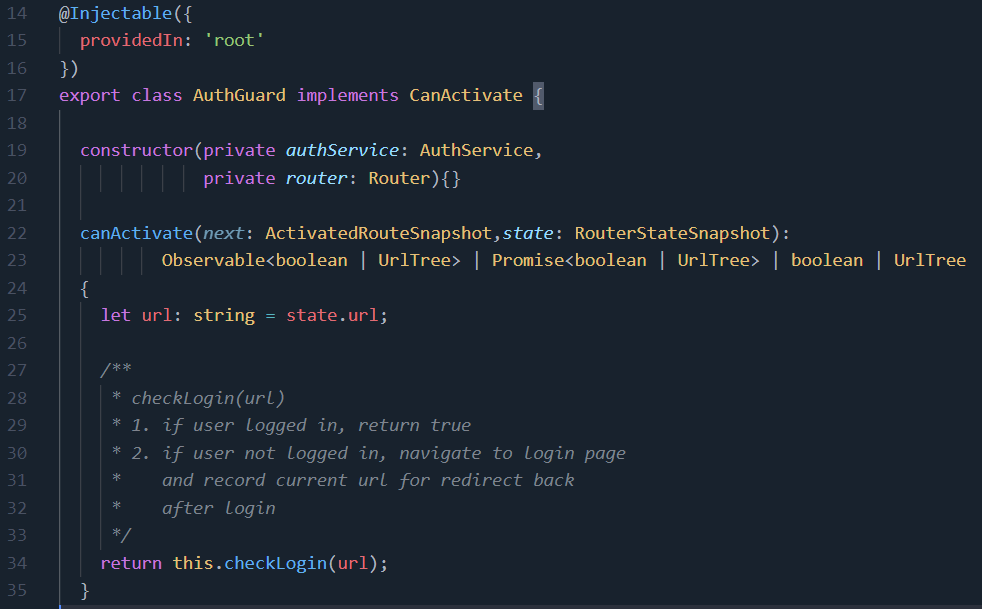 14 @Injectable({
15   providedIn: 'root'
16 })
17 export class AuthGuard implements CanActivate {
18
19   constructor(private authService: AuthService,
20               private router: Router){}
21
22   canActivate(next: ActivatedRouteSnapshot,state: RouterStateSnapshot):
23           Observable<boolean | UrlTree> | Promise<boolean | UrlTree> | boolean | UrlTree
24   {
25     let url: string = state.url;
26
27     /**
28      * checkLogin(url)
29      * 1. if user logged in, return true
30      * 2. if user not logged in, navigate to login page
31      *    and record current url for redirect back
32      *    after login
33      */
34     return this.checkLogin(url);
35   }